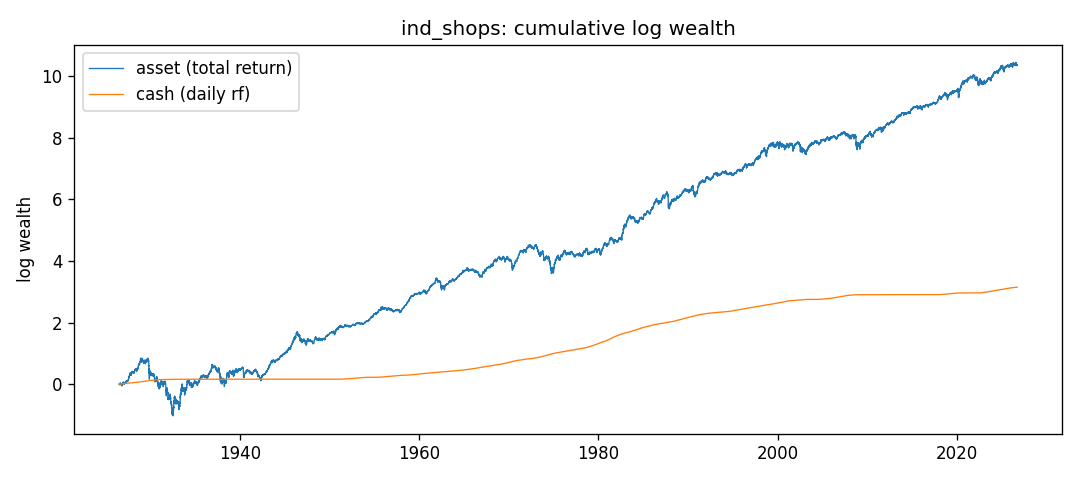 ind_shops: cumulative log wealth
asset (total return)
cash (daily rf)
log wealth
10
8
6
4
2
0
1940 1960 1980 2000 2020